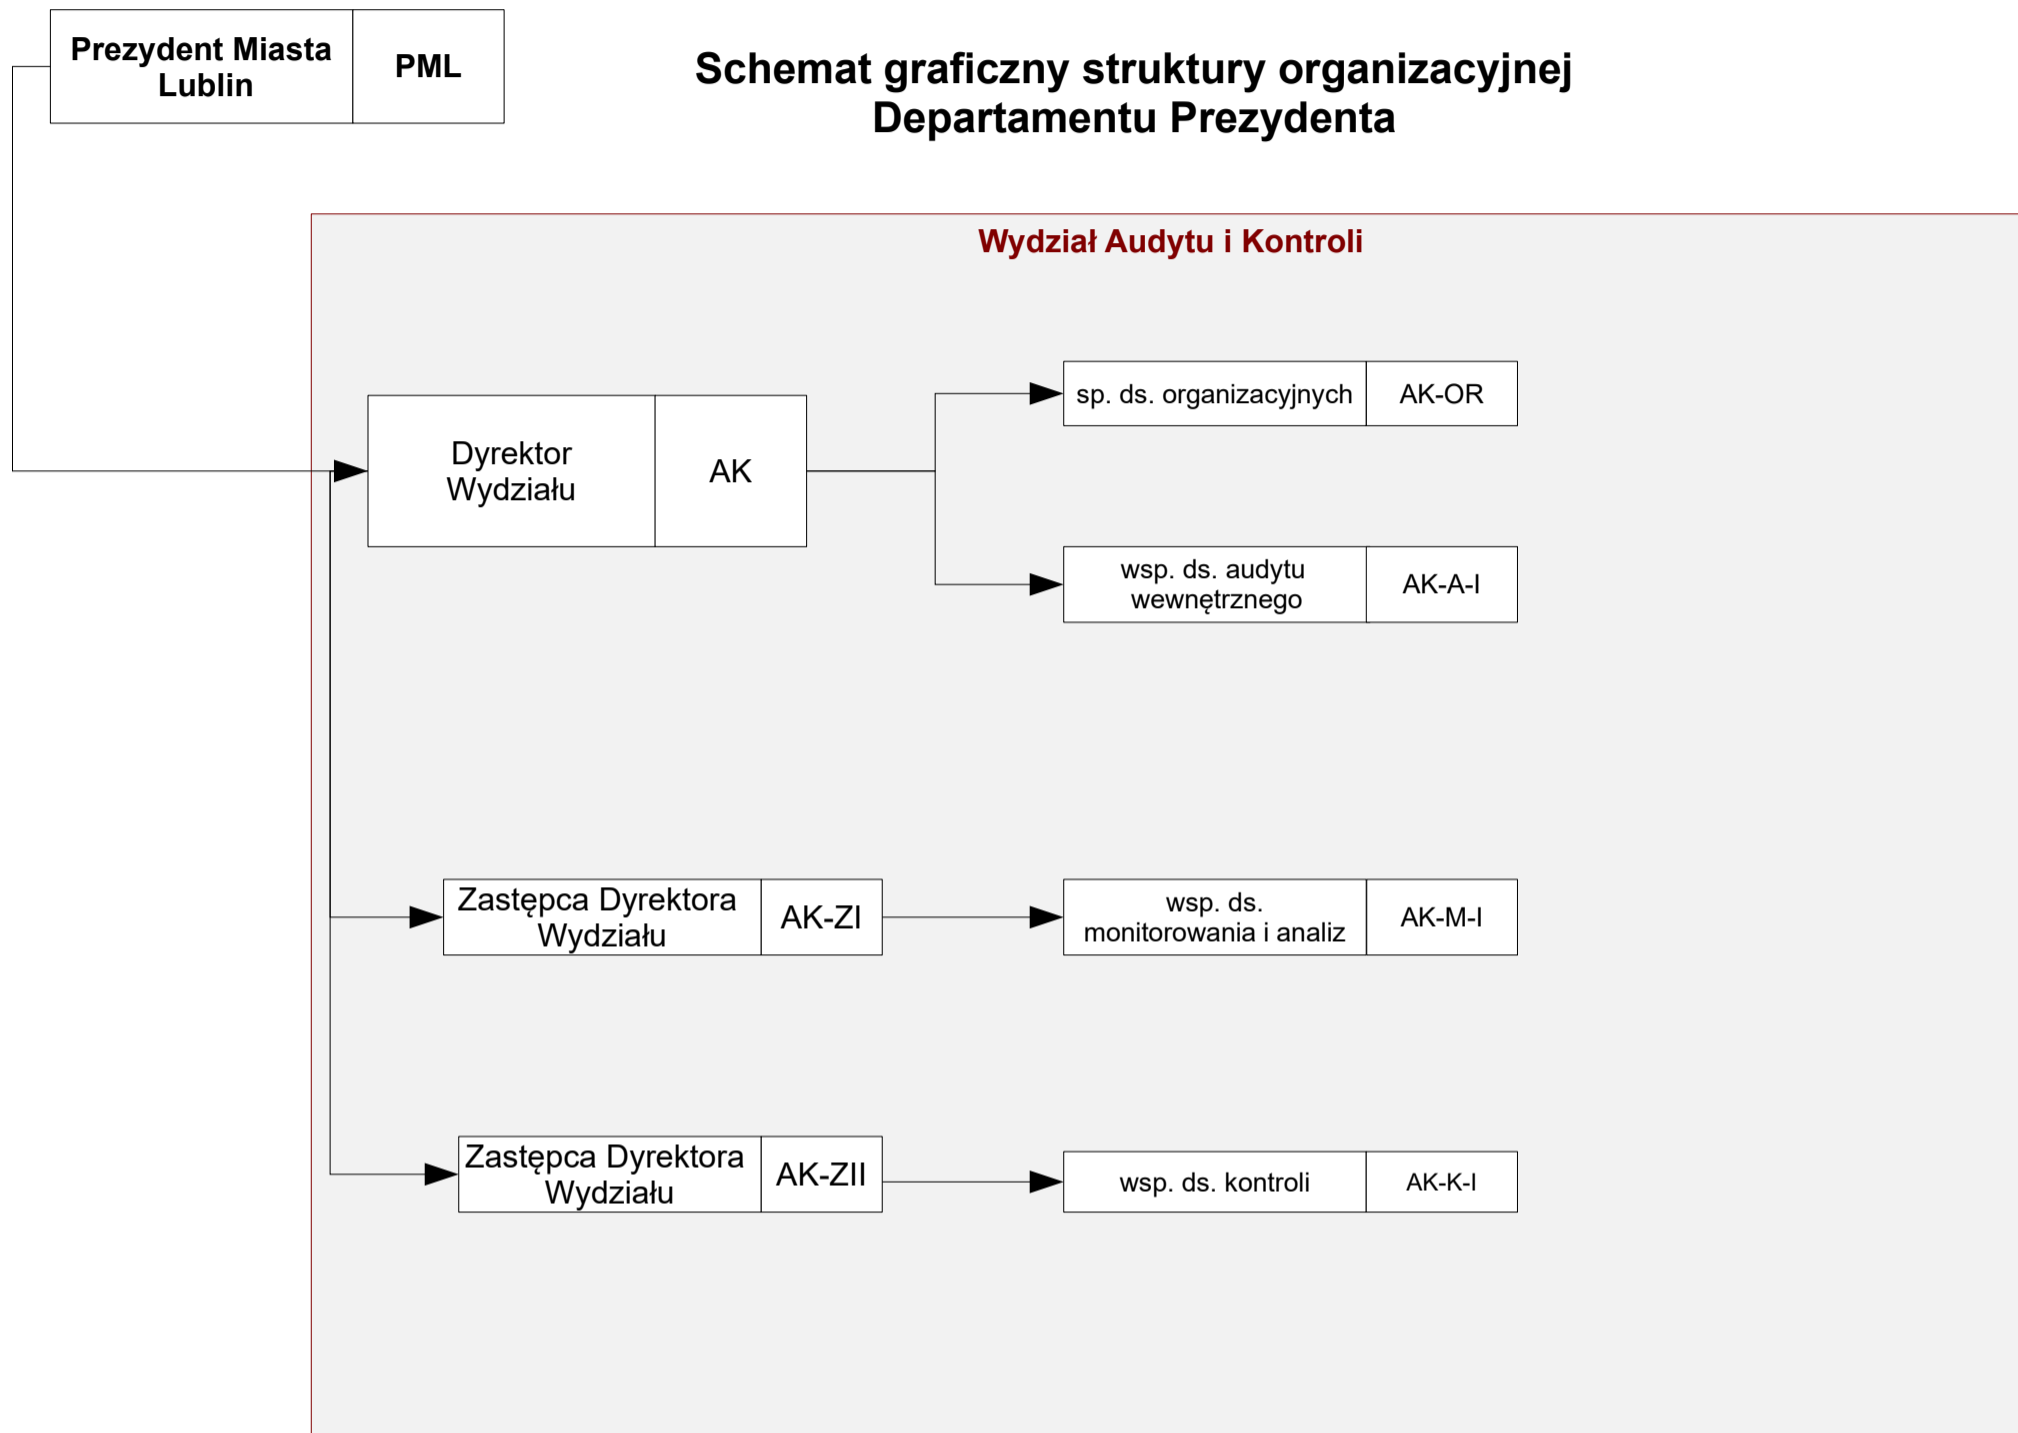 Prezydent Miasta
Lublin
PML
Schemat graficzny struktury organizacyjnej
Departamentu Prezydenta
Wydział Audytu i Kontroli
Dyrektor
Wydziału
AK
sp. ds. organizacyjnych
AK-OR
wsp. ds. audytu
wewnętrznego
AK-A-I
Zastępca Dyrektora
Wydziału
AK-ZI
wsp. ds.
monitorowania i analiz
AK-M-I
Zastępca Dyrektora
Wydziału
AK-ZII
wsp. ds. kontroli
AK-K-I